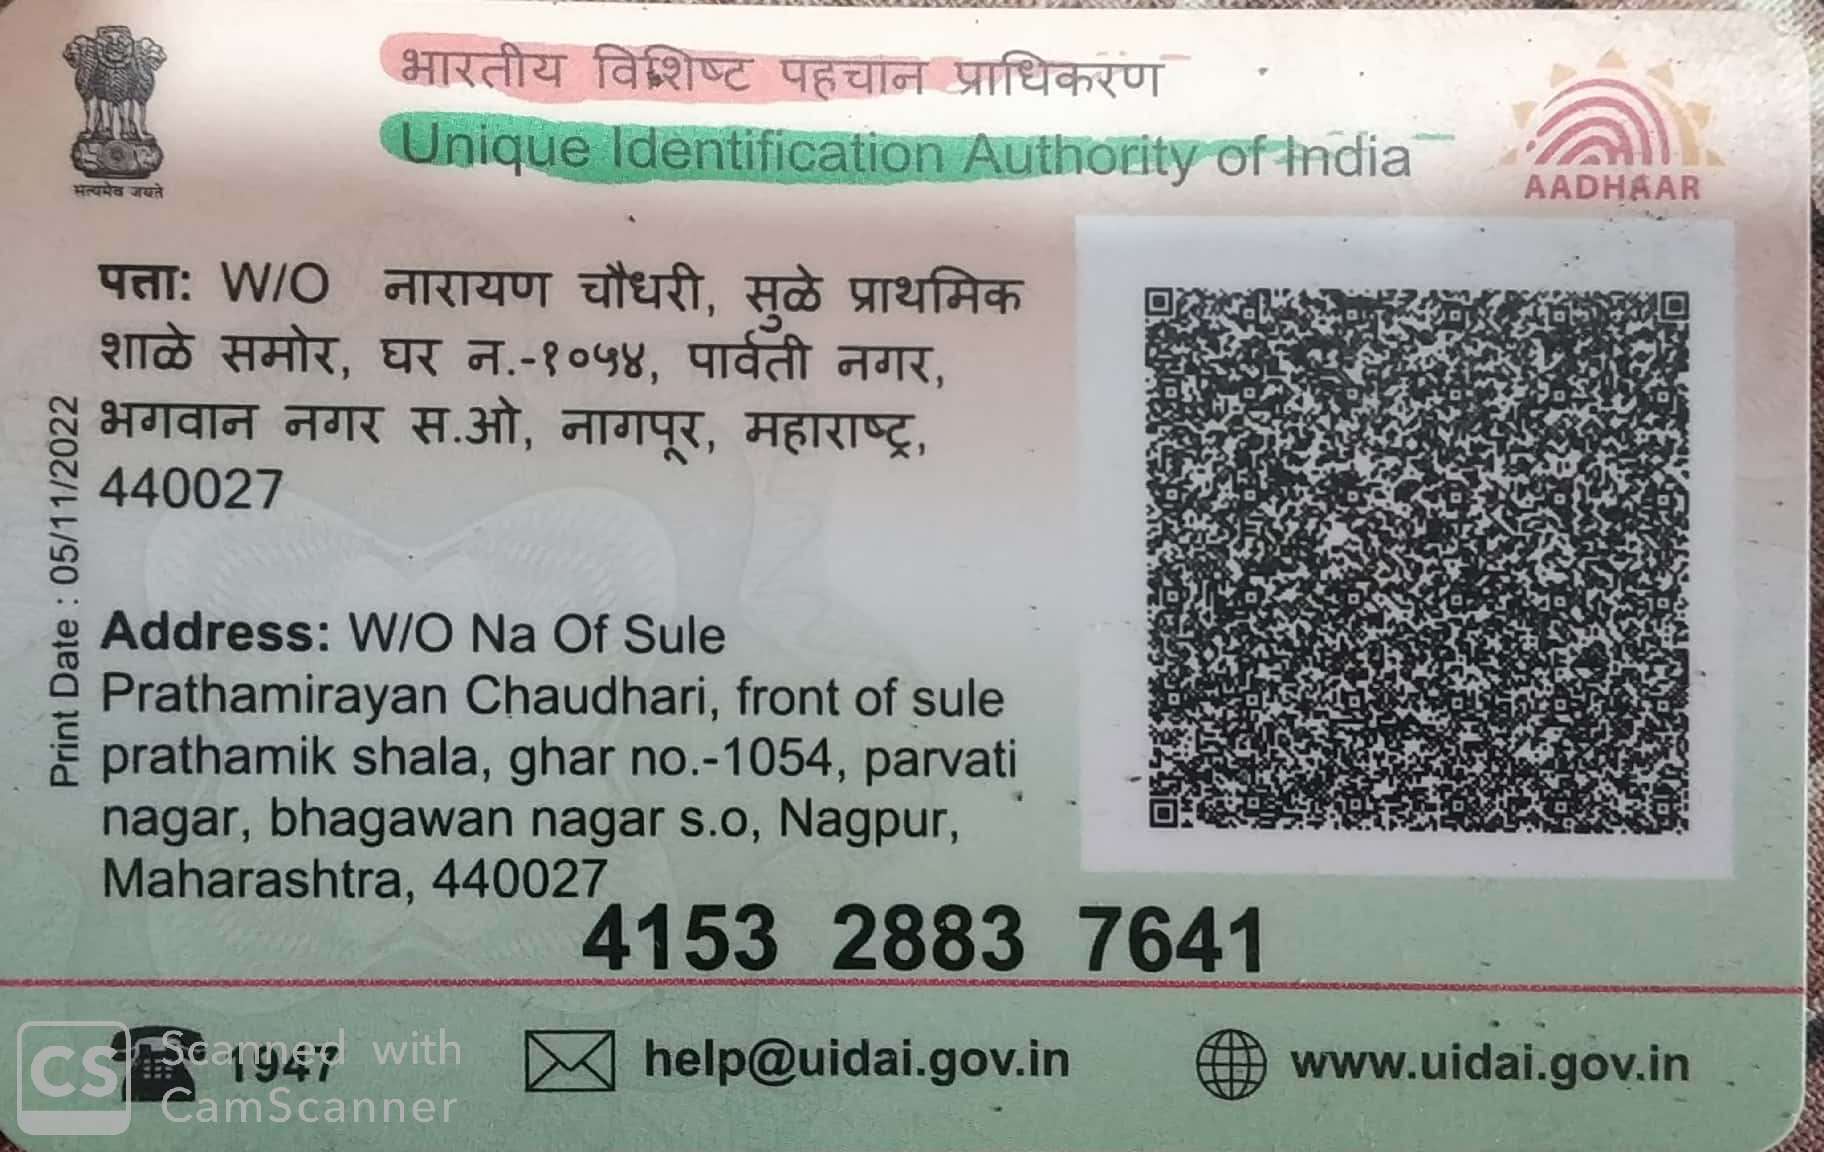 भारतीय विशिष्ट पहचान प्राधिकरण
Unique Identification Authority of India
सत्यमेव जयते
AADHAAR
पता: W/O नारायण चौधरी, सुळे प्राथमिक
शाळे समोर, घर न.-१०५४, पार्वती नगर,
भगवान नगर स.ओ, नागपूर, महाराष्ट्र,
440027
Print Date : 05/11/2022
Address: W/O Na Of Sule
Prathamirayan Chaudhari, front of sule
prathamik shala, ghar no.-1054, parvati
nagar, bhagawan nagar s.o, Nagpur,
Maharashtra, 440027
4153 2883 7641
1947
help@uidai.gov.in
www.uidai.gov.in
CS
Scanned with
CamScanner